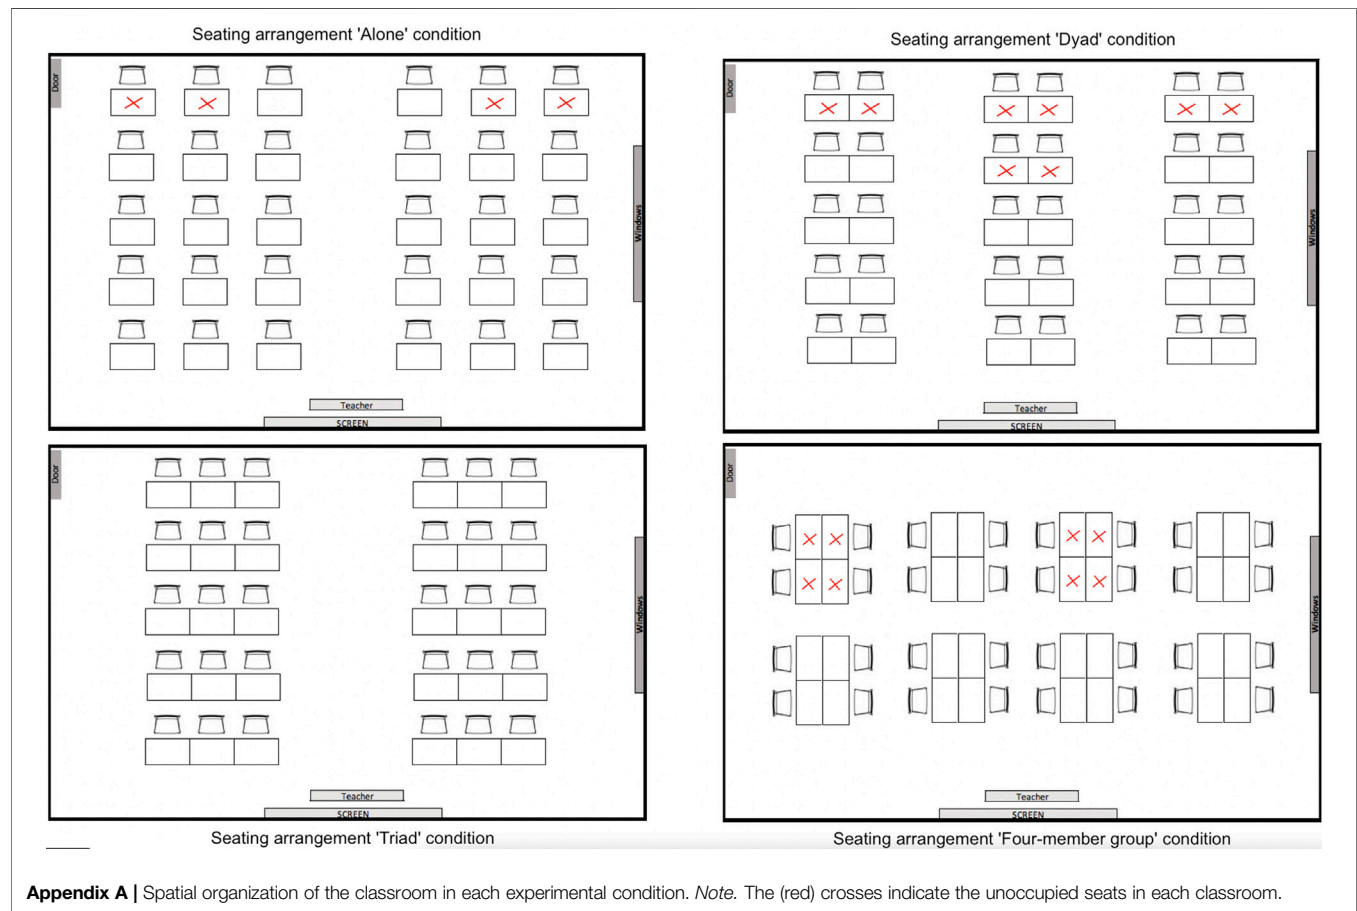 Seating arrangement 'Alone' condition
Door
Windows
Teacher
SCREEN
Seating arrangement 'Dyad' condition
Door
Windows
Teacher
SCREEN
Door
Windows
Teacher
SCREEN
Seating arrangement 'Triad' condition
Door
Windows
Teacher
SCREEN
Seating arrangement 'Four-member group' condition
Appendix A | Spatial organization of the classroom in each experimental condition. Note. The (red) crosses indicate the unoccupied seats in each classroom.